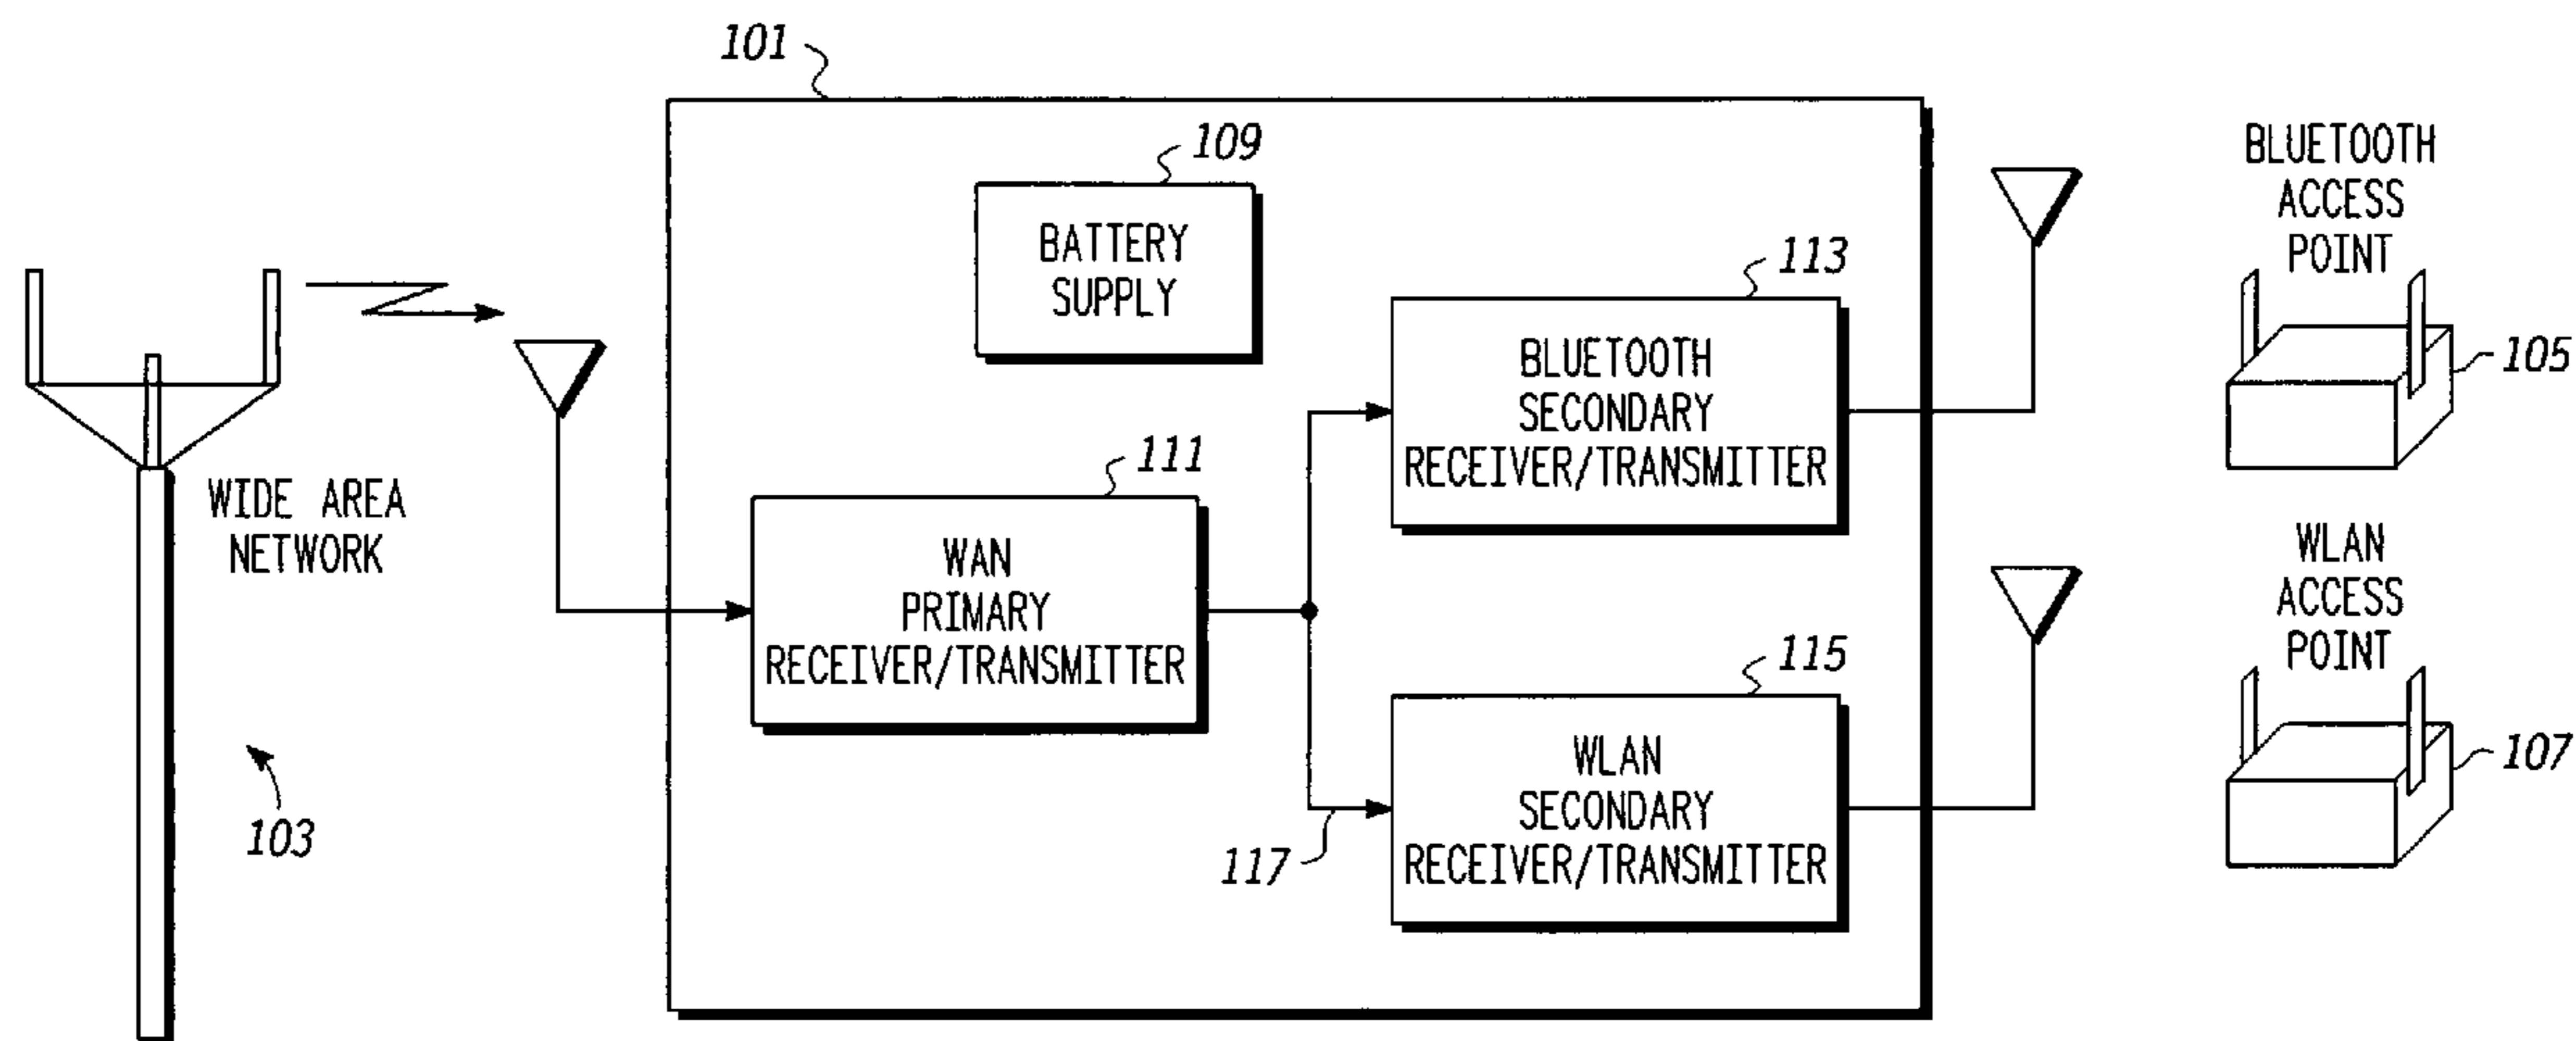 101
109
BATTERY
SUPPLY
113
BLUETOOTH
SECONDARY
RECEIVER/TRANSMITTER
111
WAN
PRIMARY
RECEIVER/TRANSMITTER
115
WLAN
SECONDARY
RECEIVER/TRANSMITTER
117
WIDE AREA
NETWORK
103
BLUETOOTH
ACCESS
POINT
105
WLAN
ACCESS
POINT
107